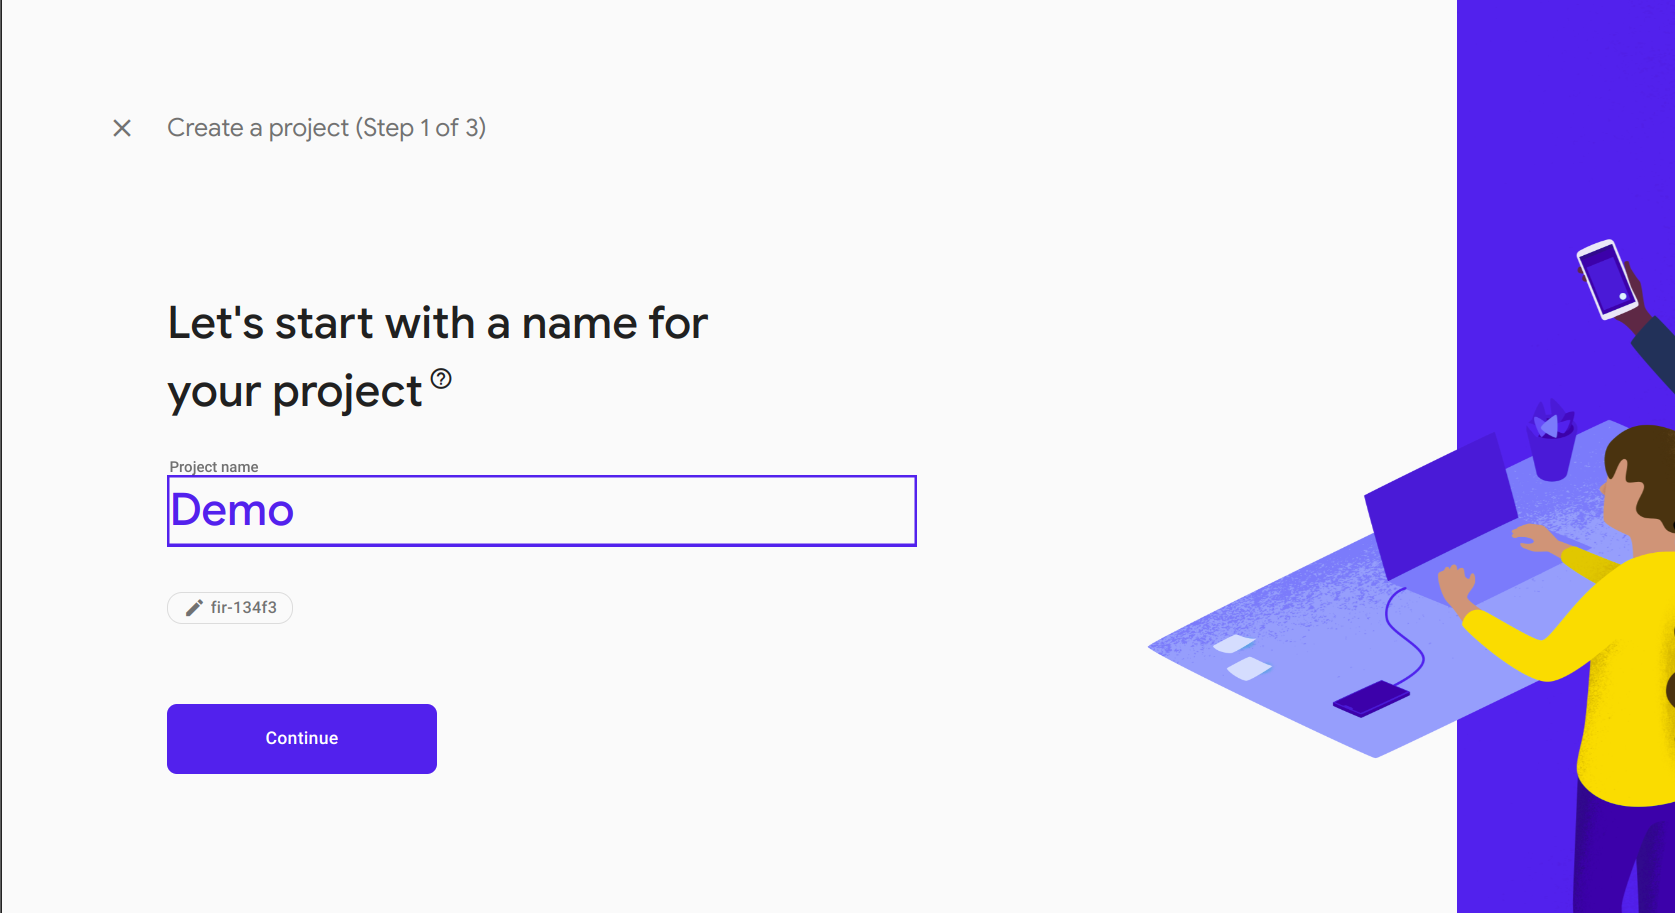 Create a project (Step 1 of 3)
Let's start with a name for
your project
Project name
Demo
fir-134f3
Continue